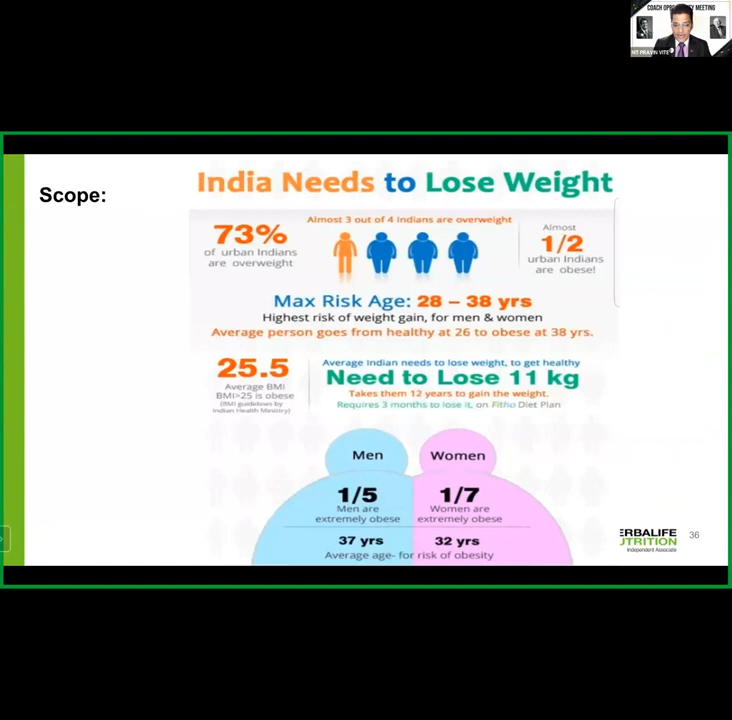 COACH OPPORTUNITY MEETING
Scope:
India Needs to Lose Weight
Almost 3 out of 4 Indians are overweight
73%
of urban Indians
are overweight
Almost
1/2
urban Indians
are obese!
Max Risk Age: 28 – 38 yrs
Highest risk of weight gain, for men & women
Average person goes from healthy at 26 to obese at 38 yrs.
25.5
Average BMI
BMI>25 is obese
(BMI guidelines by
Indian Health Ministry)
Average Indian needs to lose weight, to get healthy
Need to Lose 11 kg
Takes them 12 years to gain the weight.
Requires 3 months to lose it, on Fitho Diet Plan
Men
Women
1/5
Men are
extremely obese
1/7
Women are
extremely obese
37 yrs
32 yrs
Average age- for risk of obesity
ERBALIFE
UTRITION
Independent Associate
36